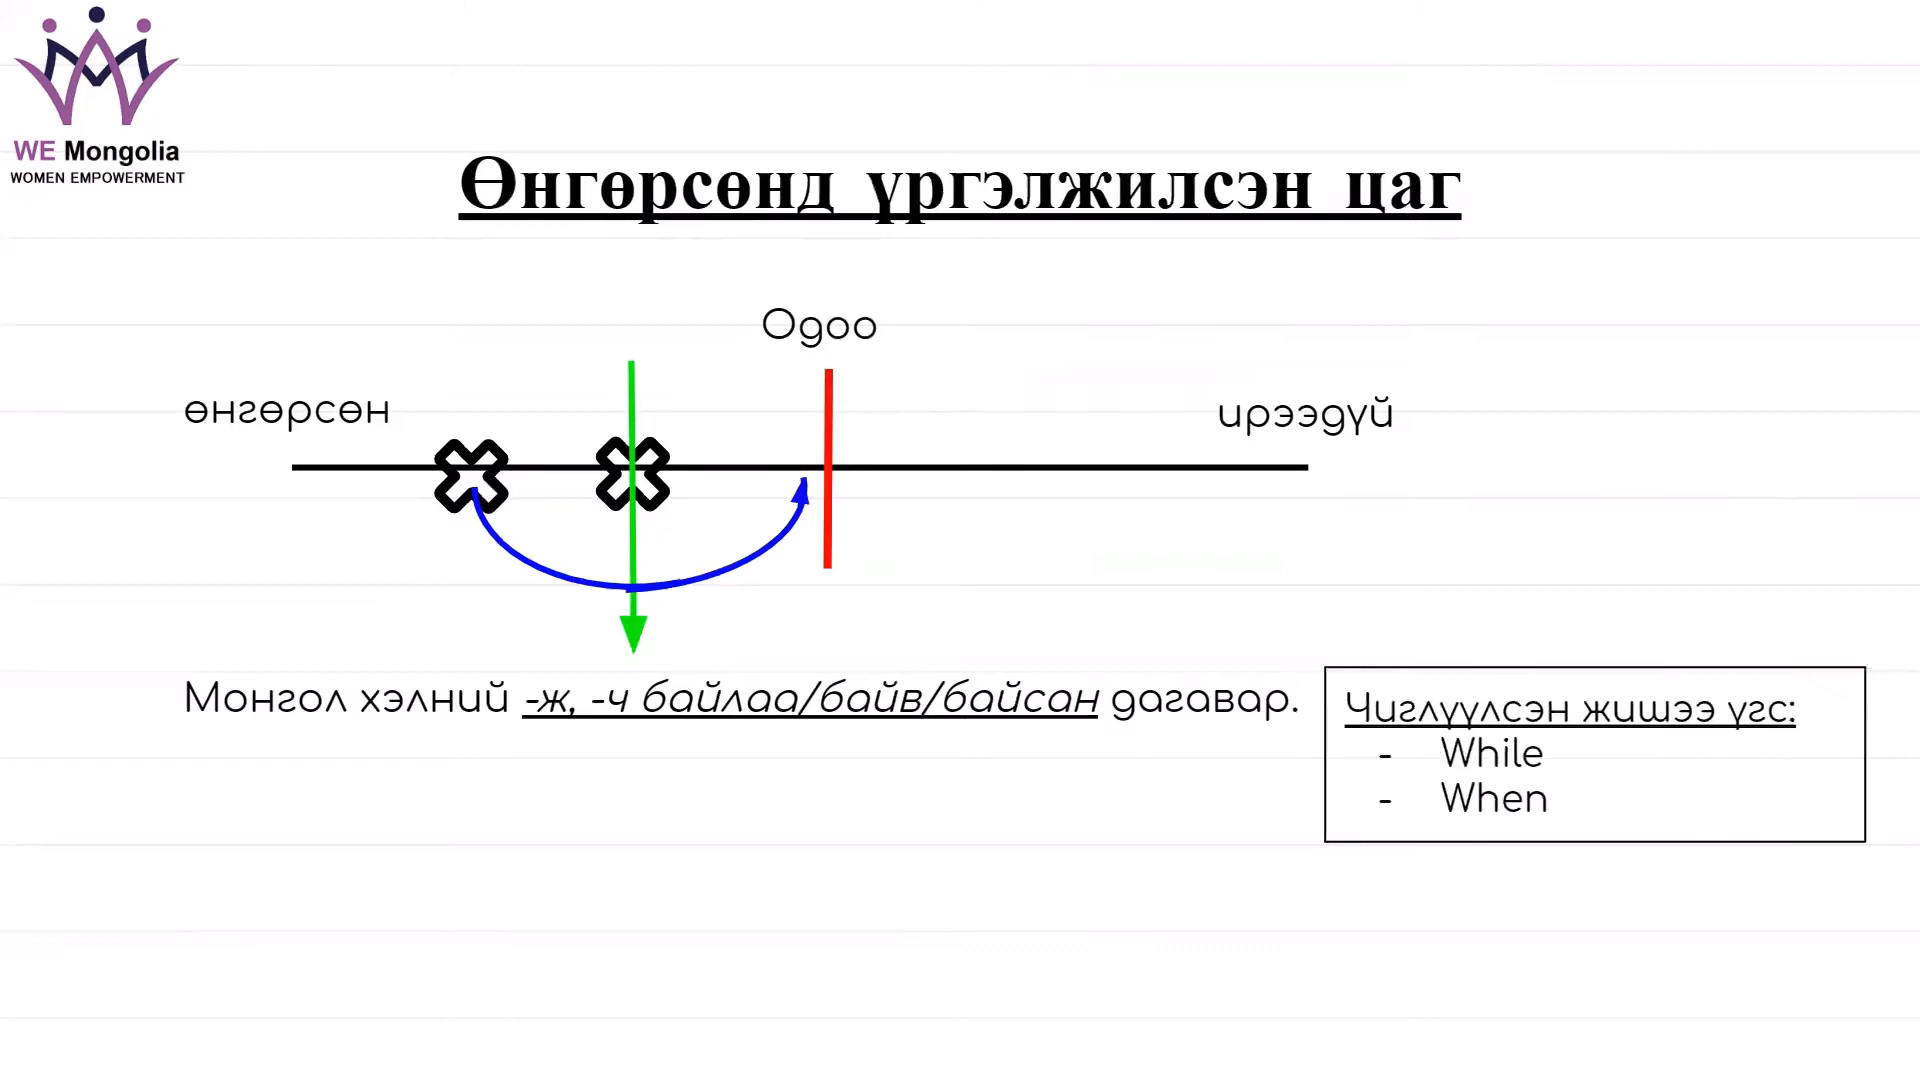 WE Mongolia
WOMEN EMPOWERMENT
Өнгөрсөнд үргэлжилсэн цаг
Одоо
өнгөрсөн
ирээдүй
Монгол хэлний -ж, -ч байлаа/байв/байсан дагавар.
Чиглүүлсэн жишээ үгс:
- While
- When